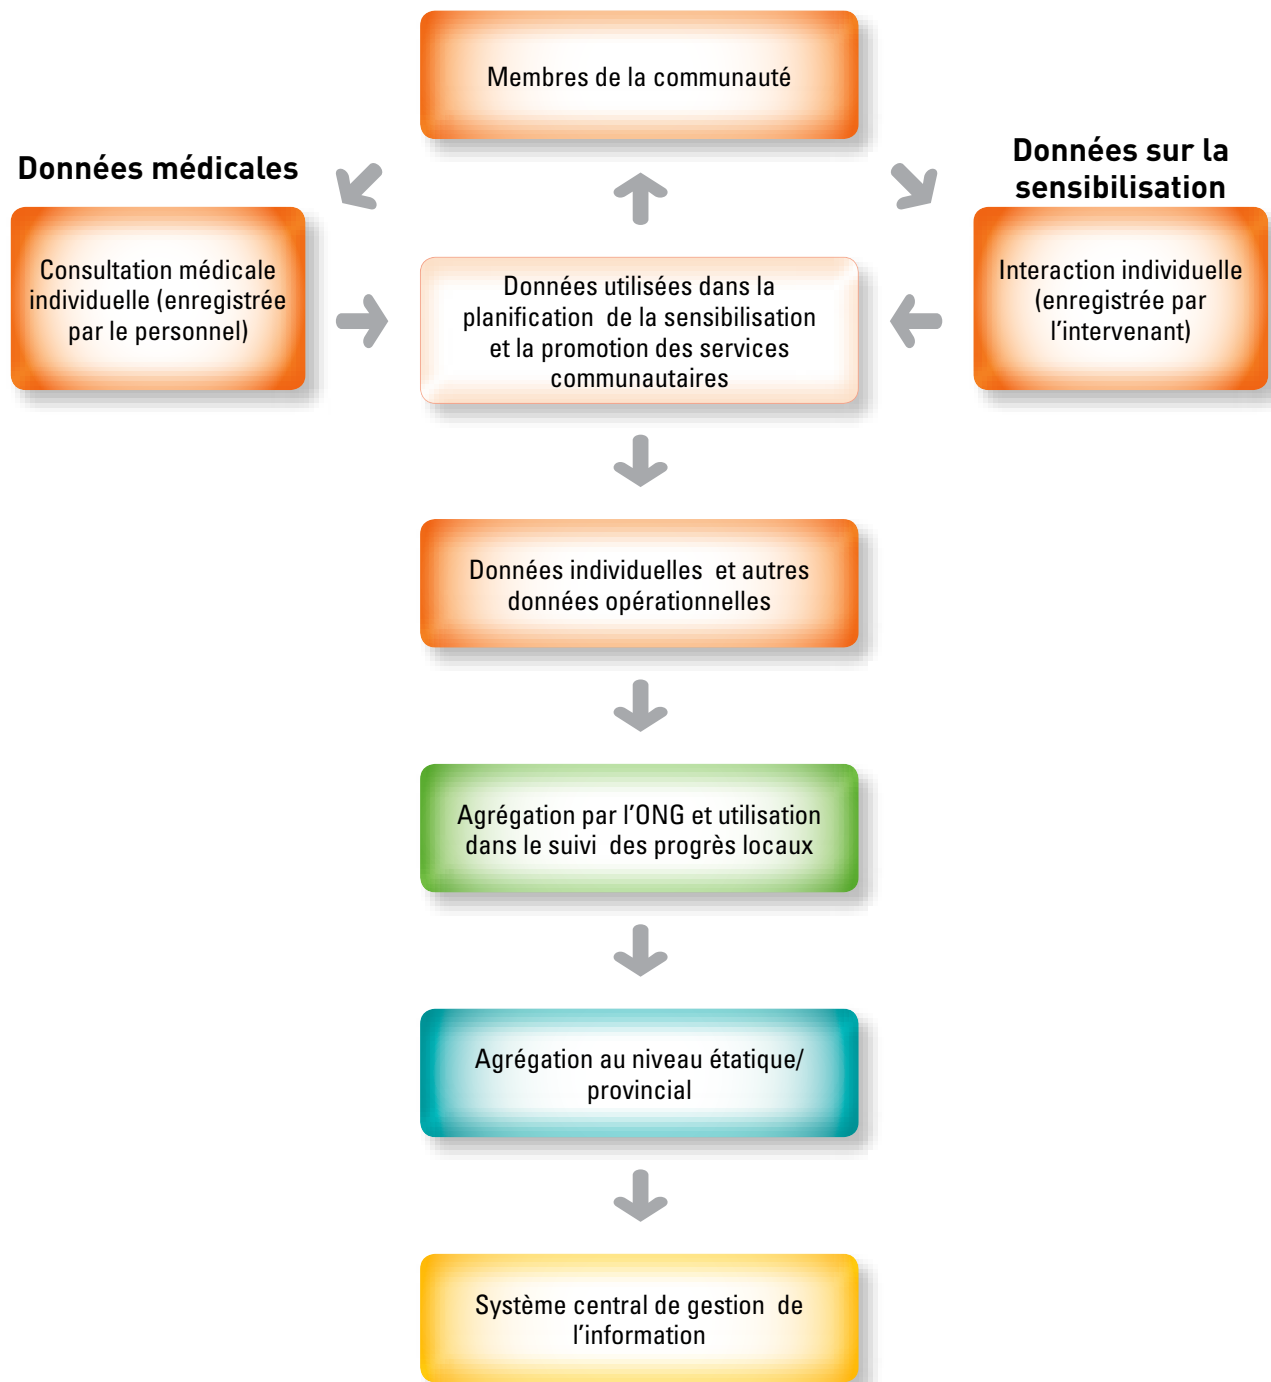 Membres de la communauté
Données médicales
Données sur la
sensibilisation
Consultation médicale
individuelle (enregistrée
par le personnel)
Données utilisées dans la
planification de la sensibilisation
et la promotion des services
communautaires
Interaction individuelle
(enregistrée par
l'intervenant)
Données individuelles et autres
données opérationnelles
Agrégation par l'ONG et utilisation
dans le suivi des progrès locaux
Agrégation au niveau étatique/
provincial
Système central de gestion de
l'information